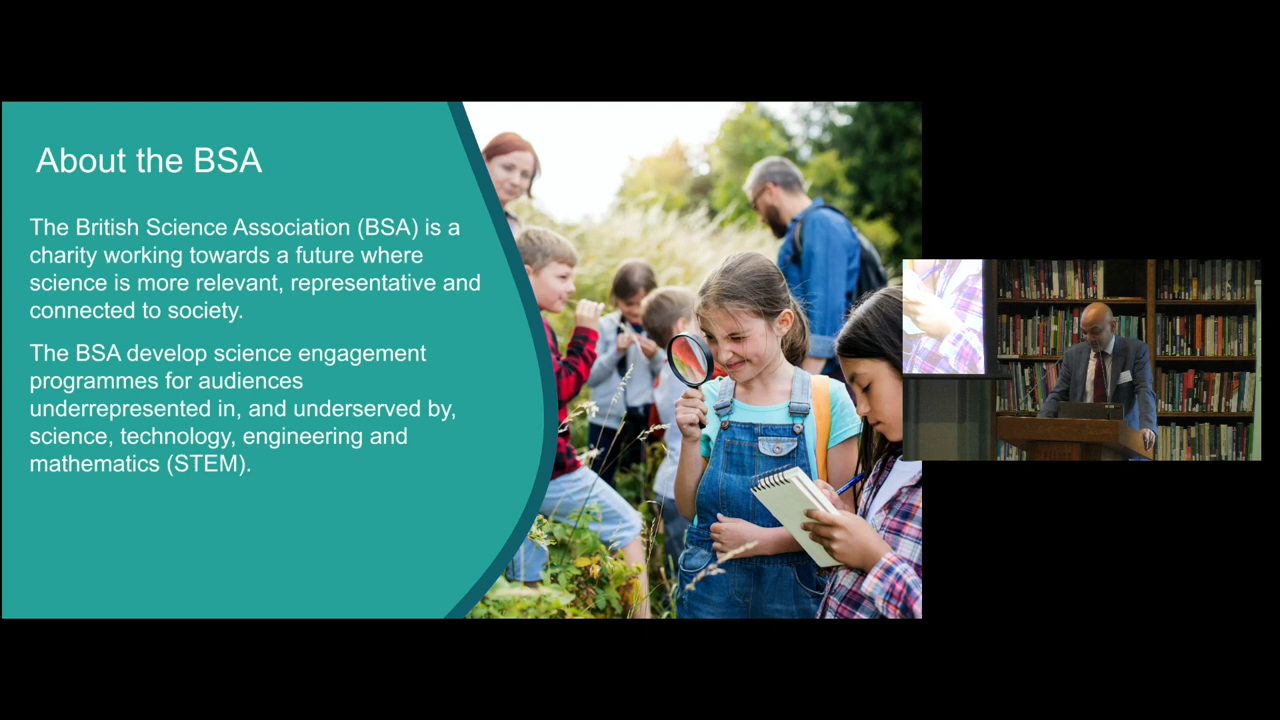 About the BSA
The British Science Association (BSA) is a
charity working towards a future where
science is more relevant, representative and
connected to society.
The BSA develop science engagement
programmes for audiences
underrepresented in, and underserved by,
science, technology, engineering and
mathematics (STEM).